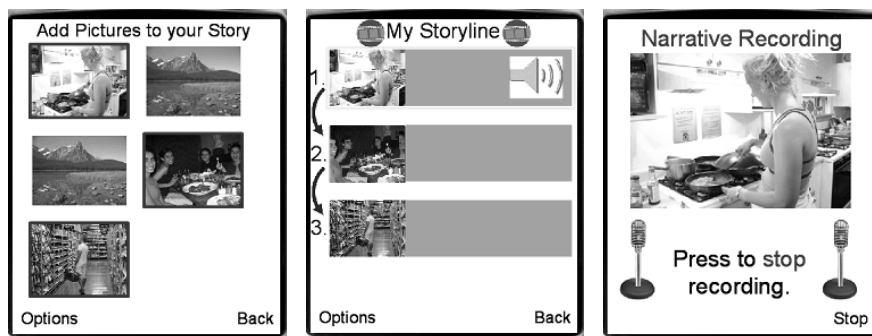 Add Pictures to your Story
Options Back
My Storyline
1.
2.
3.
Options Back
Narrative Recording
Press to stop
recording.
Stop